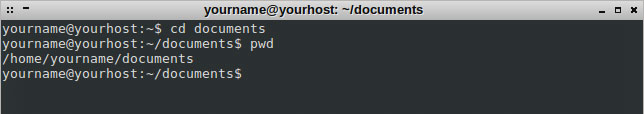 yourname@yourhost: ~/documents
yourname@yourhost:~$ cd documents
yourname@yourhost:~/documents$ pwd
/home/yourname/documents
yourname@yourhost:~/documents$